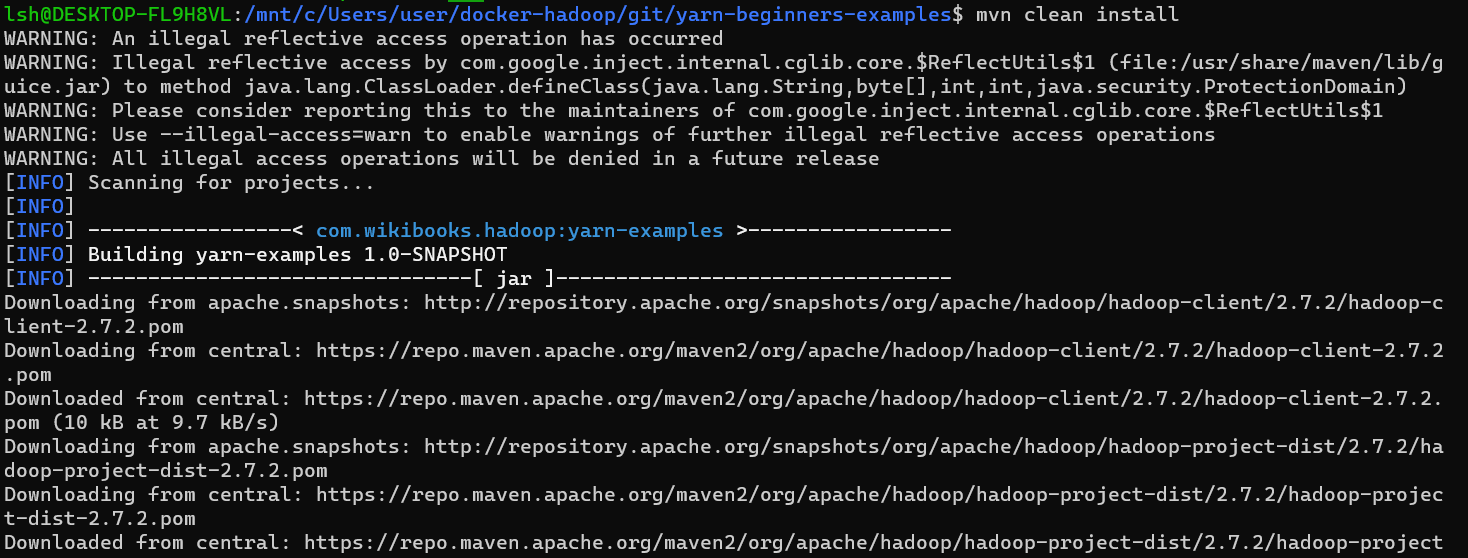 lsh@DESKTOP-FL9H8VL:/mnt/c/Users/user/docker-hadoop/git/yarn-beginners-examples$ mvn clean install
WARNING: An illegal reflective access operation has occurred
WARNING: Illegal reflective access by com.google.inject.internal.cglib.core.$ReflectUtils$1 (file:/usr/share/maven/lib/g
uice.jar) to method java.lang.ClassLoader.defineClass(java.lang.String,byte[],int,int,java.security.ProtectionDomain)
WARNING: Please consider reporting this to the maintainers of com.google.inject.internal.cglib.core.$ReflectUtils$1
WARNING: Use --illegal-access=warn to enable warnings of further illegal reflective access operations
WARNING: All illegal access operations will be denied in a future release
[INFO] Scanning for projects...
[INFO]
[INFO] -----------------< com.wikibooks.hadoop:yarn-examples >-----------------
[INFO] Building yarn-examples 1.0-SNAPSHOT
[INFO] --------------------------------[ jar ]---------------------------------
Downloading from apache.snapshots: http://repository.apache.org/snapshots/org/apache/hadoop/hadoop-client/2.7.2/hadoop-c
lient-2.7.2.pom
Downloading from central: https://repo.maven.apache.org/maven2/org/apache/hadoop/hadoop-client/2.7.2/hadoop-client-2.7.2
.pom
Downloaded from central: https://repo.maven.apache.org/maven2/org/apache/hadoop/hadoop-client/2.7.2/hadoop-client-2.7.2.
pom (10 kB at 9.7 kB/s)
Downloading from apache.snapshots: http://repository.apache.org/snapshots/org/apache/hadoop/hadoop-project-dist/2.7.2/ha
doop-project-dist-2.7.2.pom
Downloading from central: https://repo.maven.apache.org/maven2/org/apache/hadoop/hadoop-project-dist/2.7.2/hadoop-projec
t-dist-2.7.2.pom
Downloaded from central: https://repo.maven.apache.org/maven2/org/apache/hadoop/hadoop-project-dist/2.7.2/hadoop-project